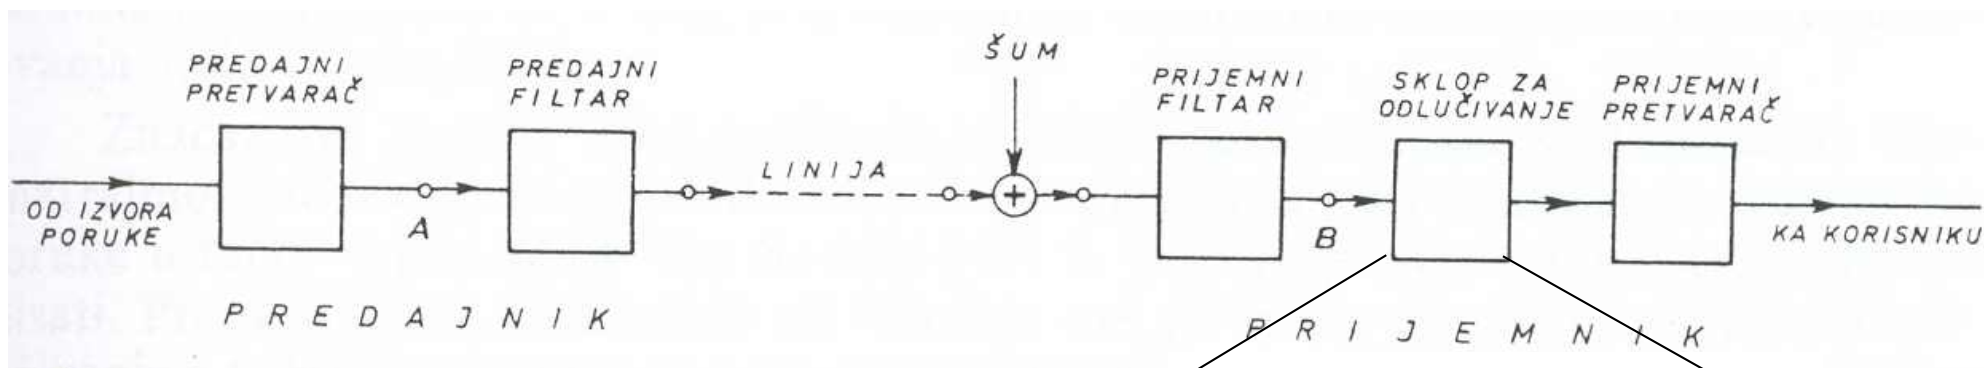 PREDAJNI
PRETVARAČ
PREDAJNI
FILTAR
ŠUM
PRIJEMNI
FILTAR
SKLOP ZA
ODLUČIVANJE
PRIJEMNI
PRETVARAČ
LINIJA
+
OD IZVORA
PORUKE
A
B
KA KORISNIKU
PREDAJNIK
PRIJEMNIK